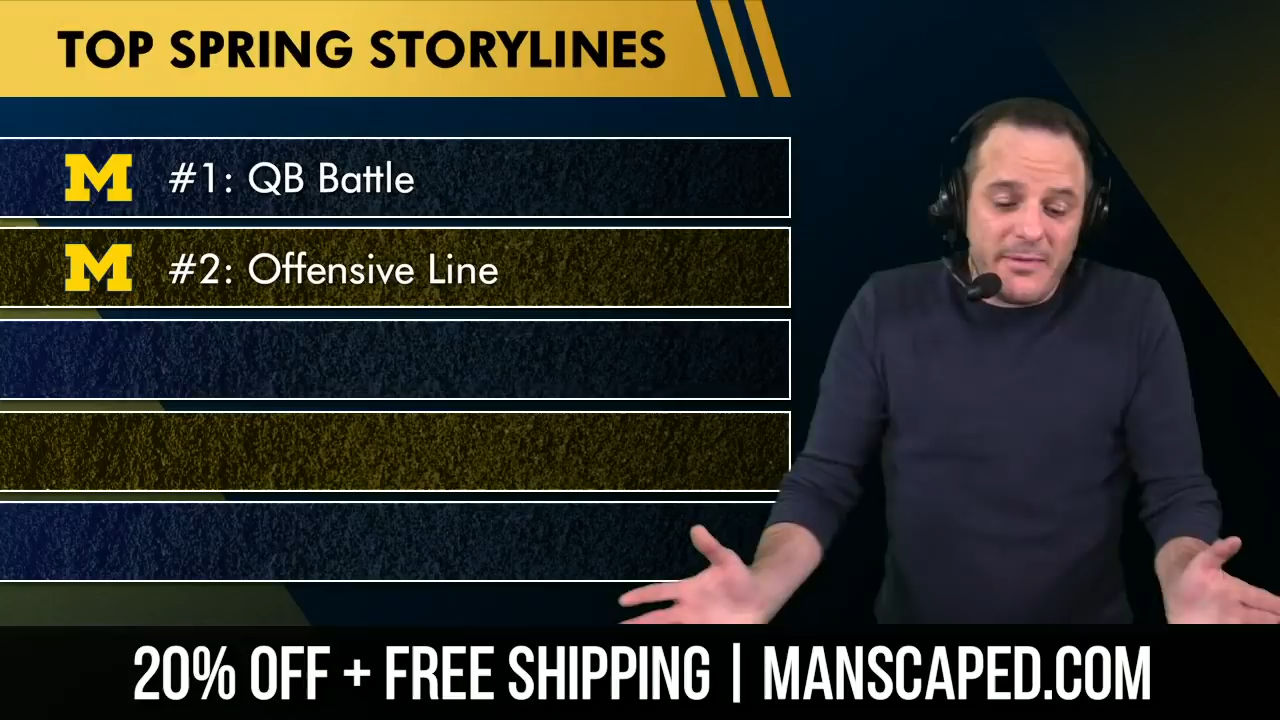 TOP SPRING STORYLINES
M #1: QB Battle
M #2: Offensive Line
20% OFF + FREE SHIPPING | MANSCAPED.COM